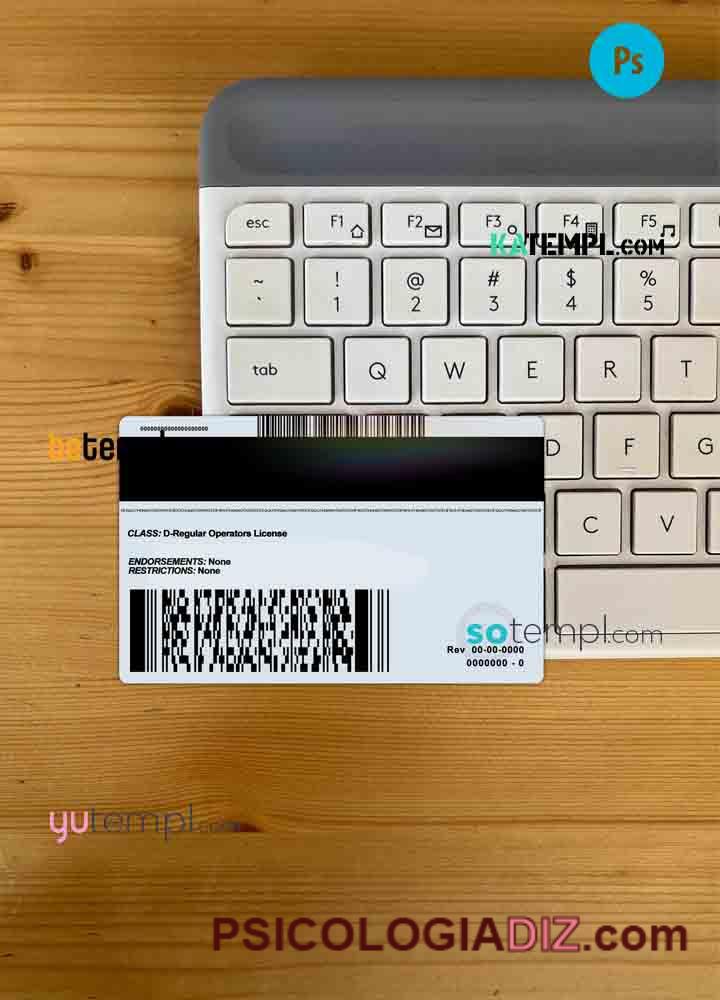 Ps
esc F1 F2 F3 F4 F5
KATEMPL.com
~ ! @ # $ %
` 1 2 3 4 5
tab Q W E R T
D F G
C V
CLASS: D-Regular Operators License
ENDORSEMENTS: None
RESTRICTIONS: None
sotempl.com
Rev 00-00-0000
0000000 - 0
yutempl.com
PSICOLOGIADIZ.com